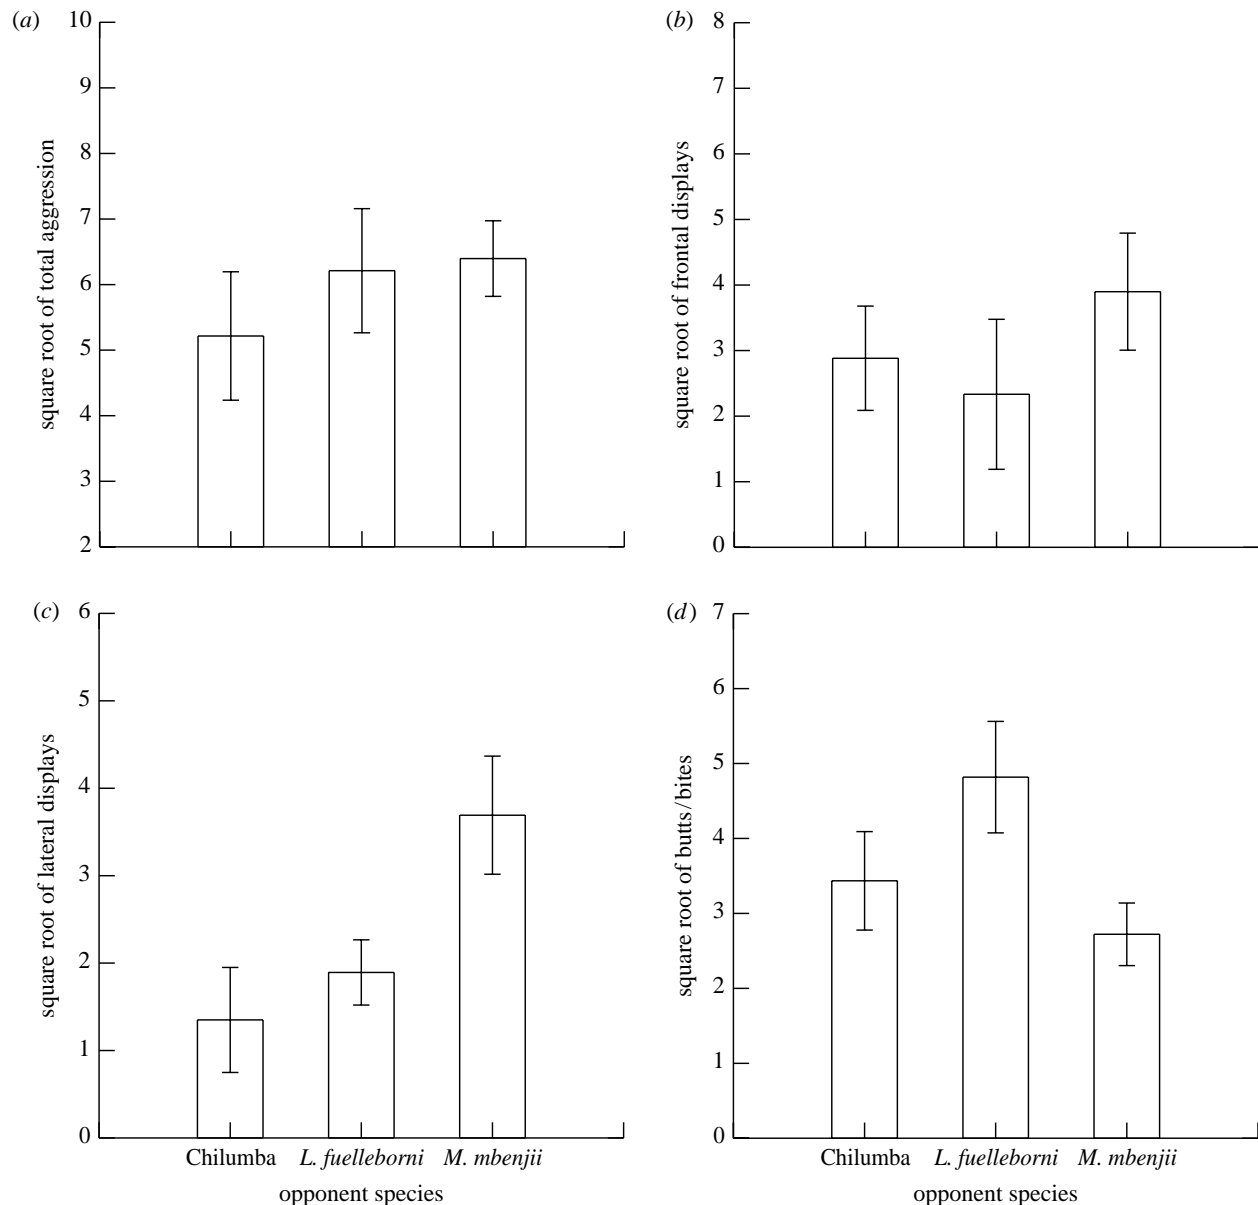 (a)
10
9
8
7
6
5
4
3
2
square root of total aggression
(b)
8
7
6
5
4
3
2
1
0
square root of frontal displays
(c)
6
5
4
3
2
1
0
square root of lateral displays
Chilumba L. fuelleborni M. mbenjii
opponent species
(d)
7
6
5
4
3
2
1
0
square root of butts/bites
Chilumba L. fuelleborni M. mbenjii
opponent species